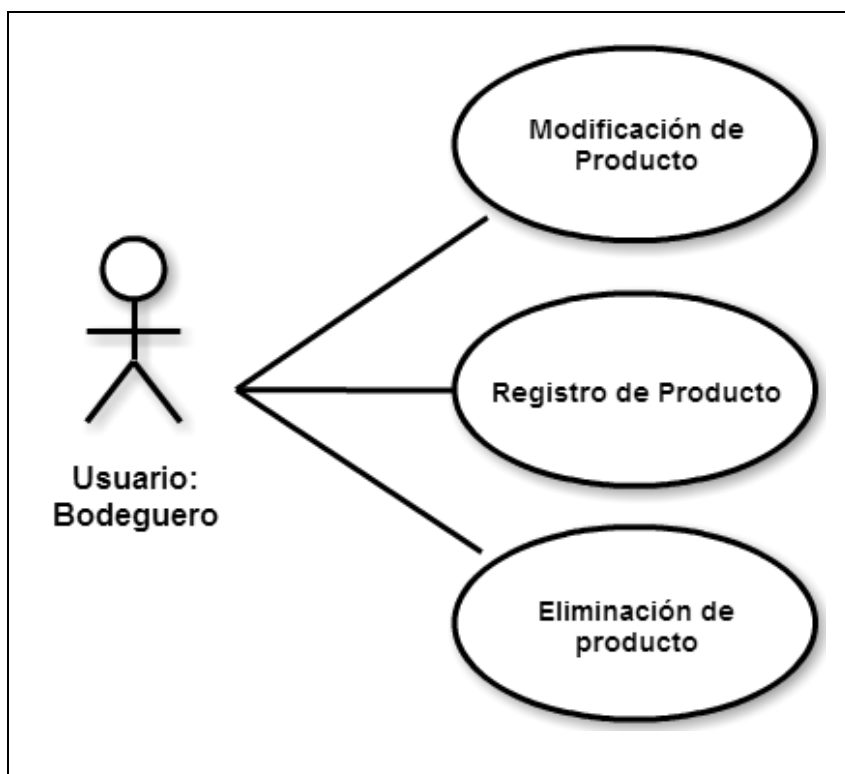 Modificación de
Producto
Registro de Producto
Usuario:
Bodeguero
Eliminación de
producto